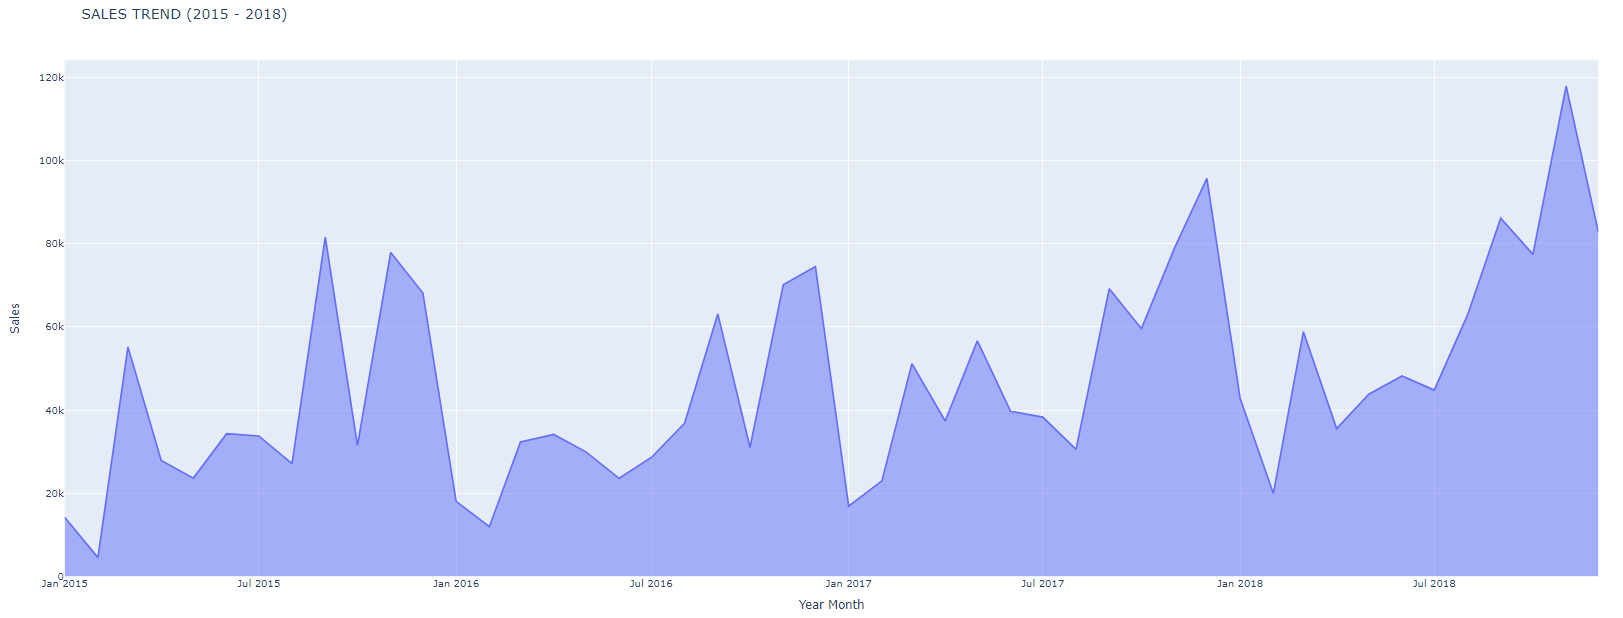 SALES TREND (2015 - 2018)
120k
100k
80k
60k
40k
20k
0
Sales
Jan 2015
Jul 2015
Jan 2016
Jul 2016
Jan 2017
Jul 2017
Jan 2018
Jul 2018
Year Month